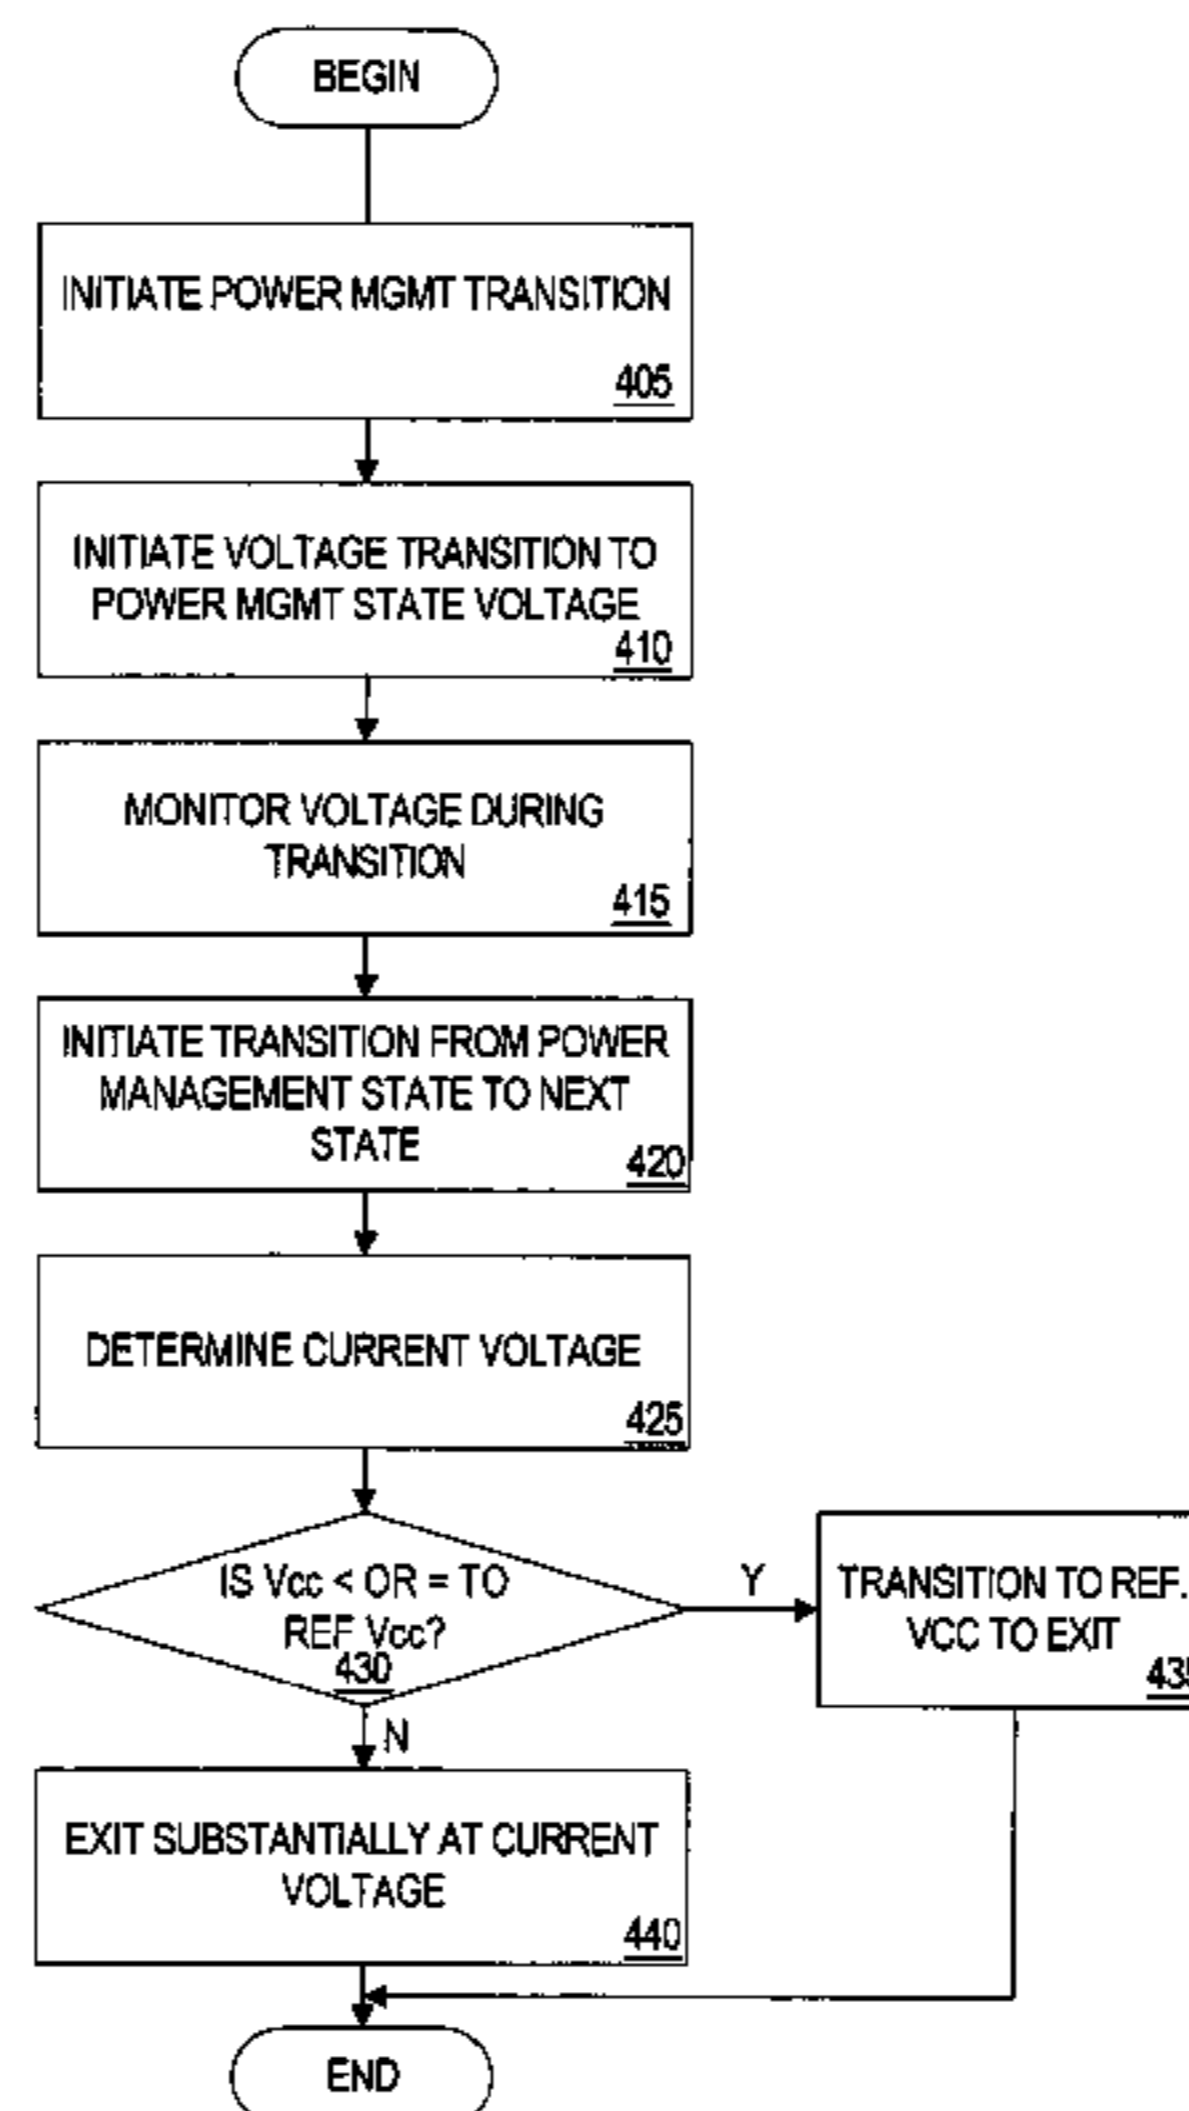 BEGIN
INITIATE POWER MGMT TRANSITION
405
INITIATE VOLTAGE TRANSITION TO
POWER MGMT STATE VOLTAGE
410
MONITOR VOLTAGE DURING
TRANSITION
415
INITIATE TRANSITION FROM POWER
MANAGEMENT STATE TO NEXT
STATE
420
DETERMINE CURRENT VOLTAGE
425
IS Vcc < OR = TO
REF Vcc?
430
Y
TRANSITION TO REF.
VCC TO EXIT
435
N
EXIT SUBSTANTIALLY AT CURRENT
VOLTAGE
440
END